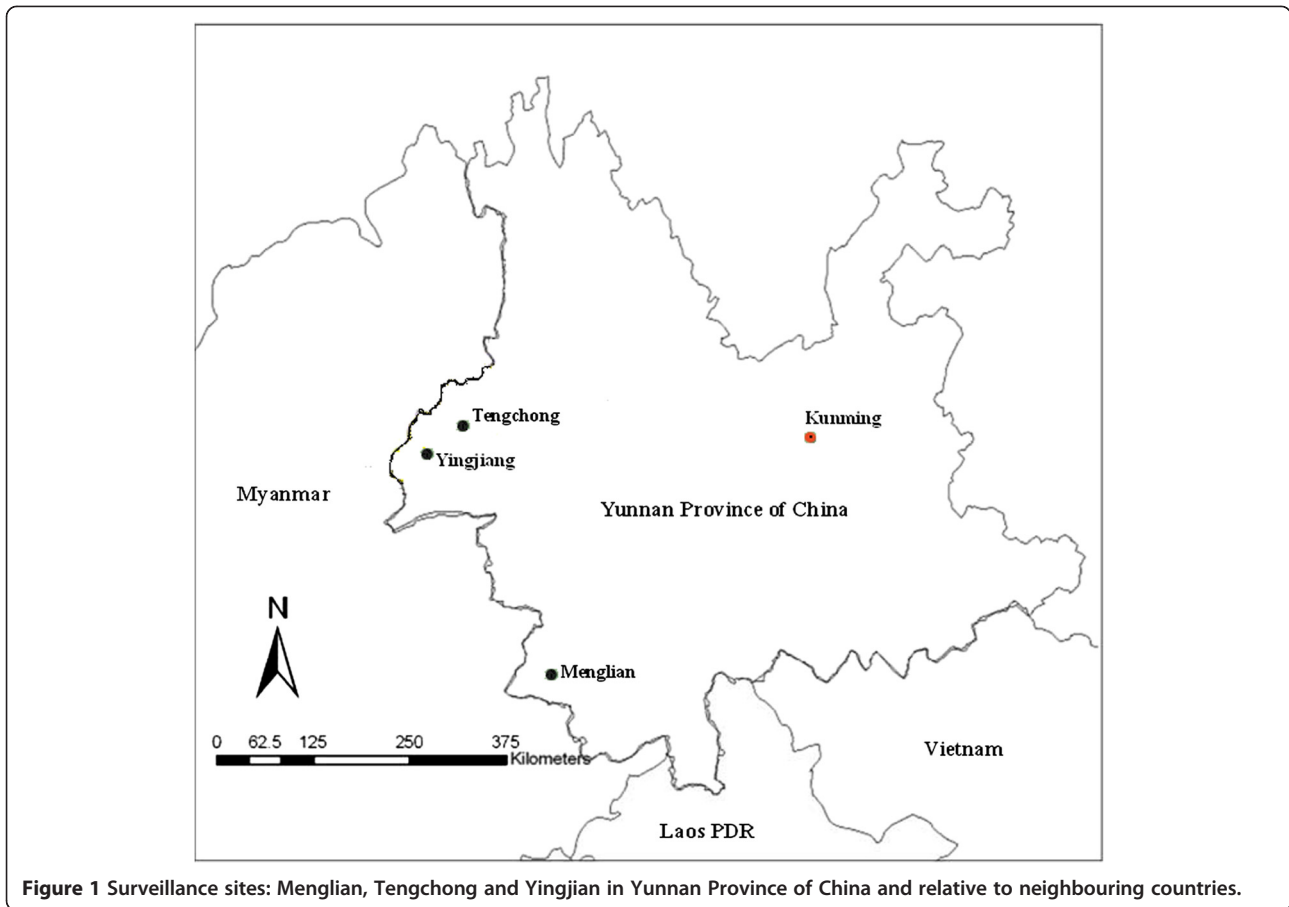 Tengchong
Kunming
Yingjiang
Myanmar
Yunnan Province of China
N
Menglian
0 62.5 125 250 375
Kilometers
Vietnam
Laos PDR
Figure 1 Surveillance sites: Menglian, Tengchong and Yingjian in Yunnan Province of China and relative to neighbouring countries.